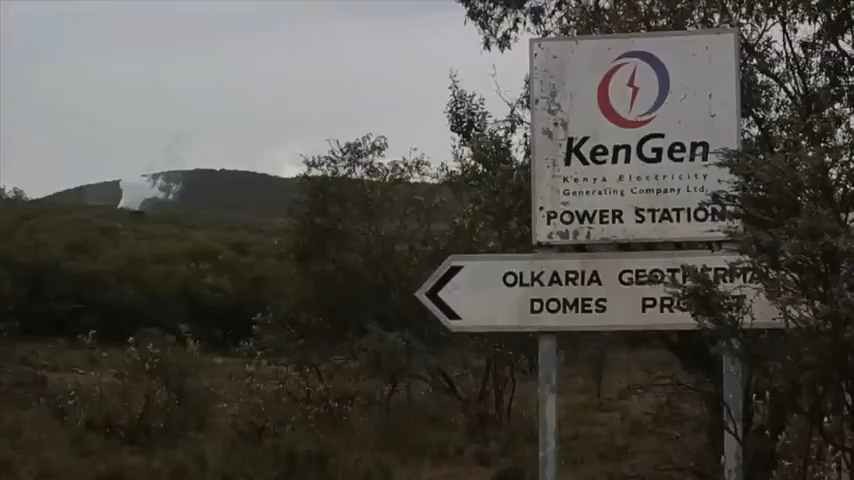 KenGen
Kenya Electricity
Generating Company Ltd.
POWER STATION
OLKARIA
DOMES